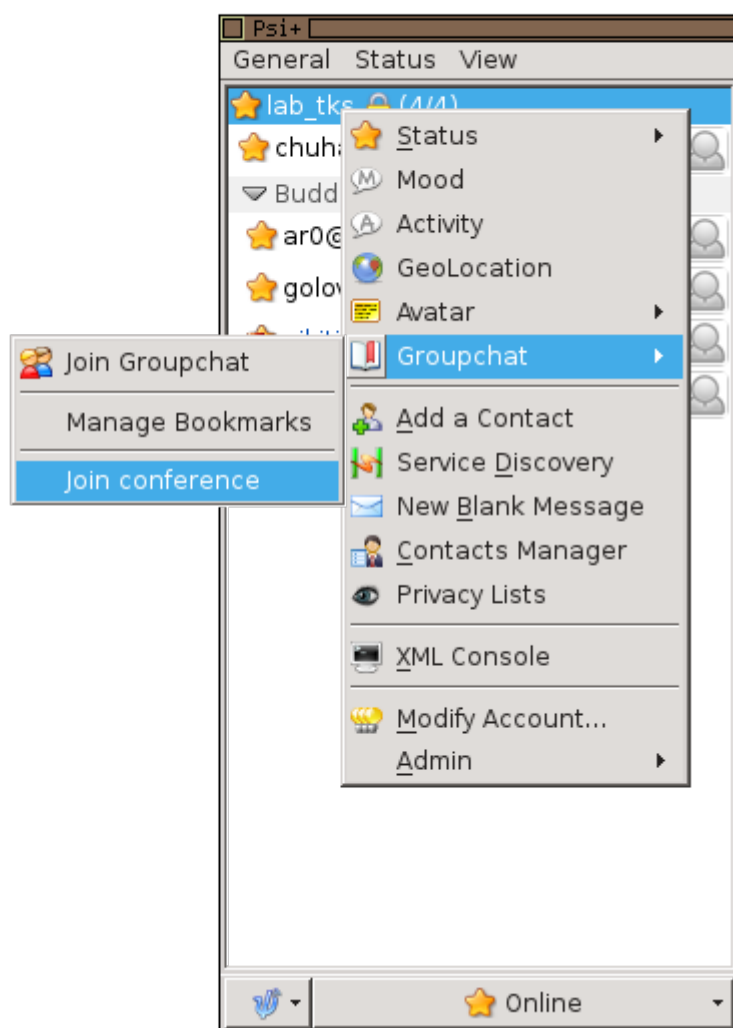 Psi+
General Status View
lab_tks (4/4)
Status
Mood
Activity
GeoLocation
Avatar
Groupchat
Add a Contact
Service Discovery
New Blank Message
Contacts Manager
Privacy Lists
XML Console
Modify Account...
Admin
Join Groupchat
Manage Bookmarks
Join conference
Online